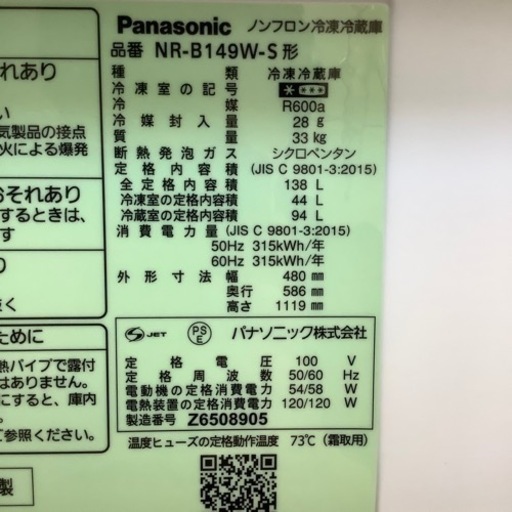 Panasonic ノンフロン冷凍冷蔵庫
品番 NR-B149W-S 形
種類 冷凍冷蔵庫
冷凍室の記号
冷媒 R600a
冷媒封入量 28 g
質量 33 kg
断熱発泡ガス シクロペンタン
定格内容積 (JIS C 9801-3:2015)
全定格内容積 138 L
冷凍室の定格内容積 44 L
冷蔵室の定格内容積 94 L
消費電力量 (JIS C 9801-3:2015)
50Hz 315kWh/年
60Hz 315kWh/年
外形寸法 幅 480 mm
奥行 586 mm
高さ 1119 mm
S JET PS E パナソニック株式会社
定格電圧 100 V
定格周波数 50/60 Hz
電動機の定格消費電力 54/58 W
電熱装置の定格消費電力 120/120 W
製造番号 Z6508905
温度ヒューズの定格動作温度 73℃ (霜取用)
それあり
い
気製品の接点
火による爆発
おそれあり
するときは、
す
り
抜く
ために
熱パイプで露付
はありません。
にすると、庫内
す。
ご参照ください。
製